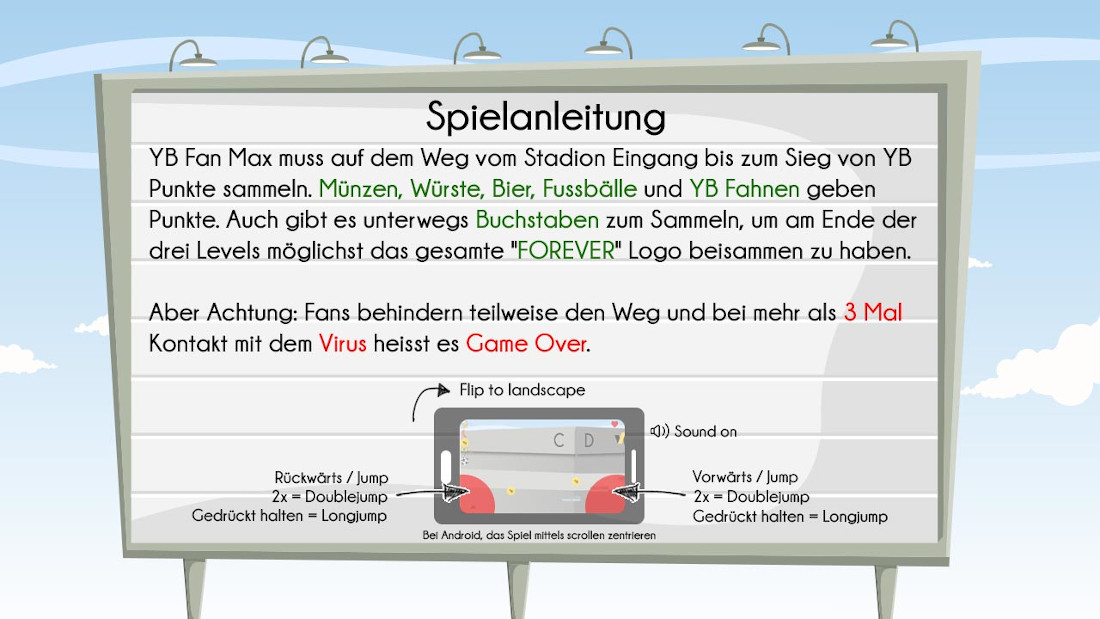 Spielanleitung
YB Fan Max muss auf dem Weg vom Stadion Eingang bis zum Sieg von YB
Punkte sammeln. Münzen, Würste, Bier, Fussbälle und YB Fahnen geben
Punkte. Auch gibt es unterwegs Buchstaben zum Sammeln, um am Ende der
drei Levels möglichst das gesamte "FOREVER" Logo beisammen zu haben.
Aber Achtung: Fans behindern teilweise den Weg und bei mehr als 3 Mal
Kontakt mit dem Virus heisst es Game Over.
Flip to landscape
C D
Sound on
Rückwärts / Jump
2x = Doublejump
Gedrückt halten = Longjump
Vorwärts / Jump
2x = Doublejump
Gedrückt halten = Longjump
Bei Android, das Spiel mittels scrollen zentrieren